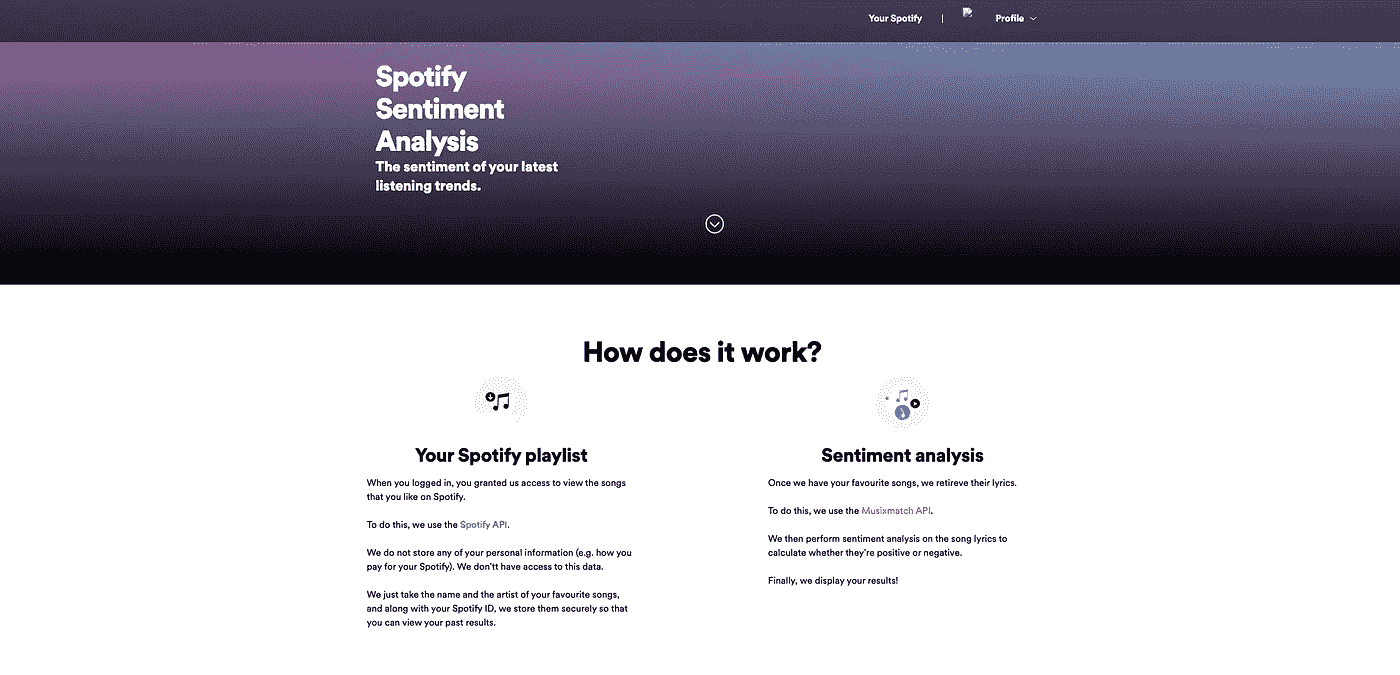 Your Spotify | Profile
Spotify
Sentiment
Analysis
The sentiment of your latest
listening trends.
How does it work?
Your Spotify playlist
When you logged in, you granted us access to view the songs
that you like on Spotify.
To do this, we use the Spotify API.
We do not store any of your personal information (e.g. how you
pay for your Spotify). We don'tt have access to this data.
We just take the name and the artist of your favourite songs,
and along with your Spotify ID, we store them securely so that
you can view your past results.
Sentiment analysis
Once we have your favourite songs, we retireve their lyrics.
To do this, we use the Musixmatch API.
We then perform sentiment analysis on the song lyrics to
calculate whether they're positive or negative.
Finally, we display your results!